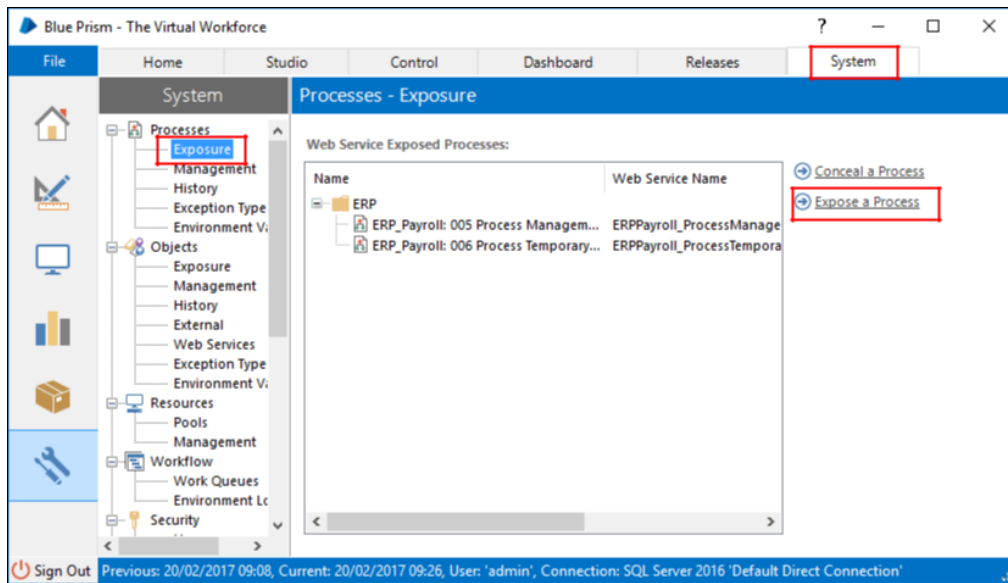 Blue Prism - The Virtual Workforce
?
File Home Studio Control Dashboard Releases System
System
Processes - Exposure
Processes
Exposure
Management
History
Exception Type
Environment
Objects
Exposure
Management
History
External
Web Services
Exception Type
Environment
Resources
Pools
Management
Workflow
Work Queues
Environment
Security
Web Service Exposed Processes:
Name Web Service Name
ERP
ERP_Payroll: 005 Process Managem... ERPPayroll_ProcessManage
ERP_Payroll: 006 Process Temporary... ERPPayroll_ProcessTempora
Conceal a Process
Expose a Process
Sign Out Previous: 20/02/2017 09:08, Current: 20/02/2017 09:26, User: 'admin', Connection: SQL Server 2016 'Default Direct Connection'